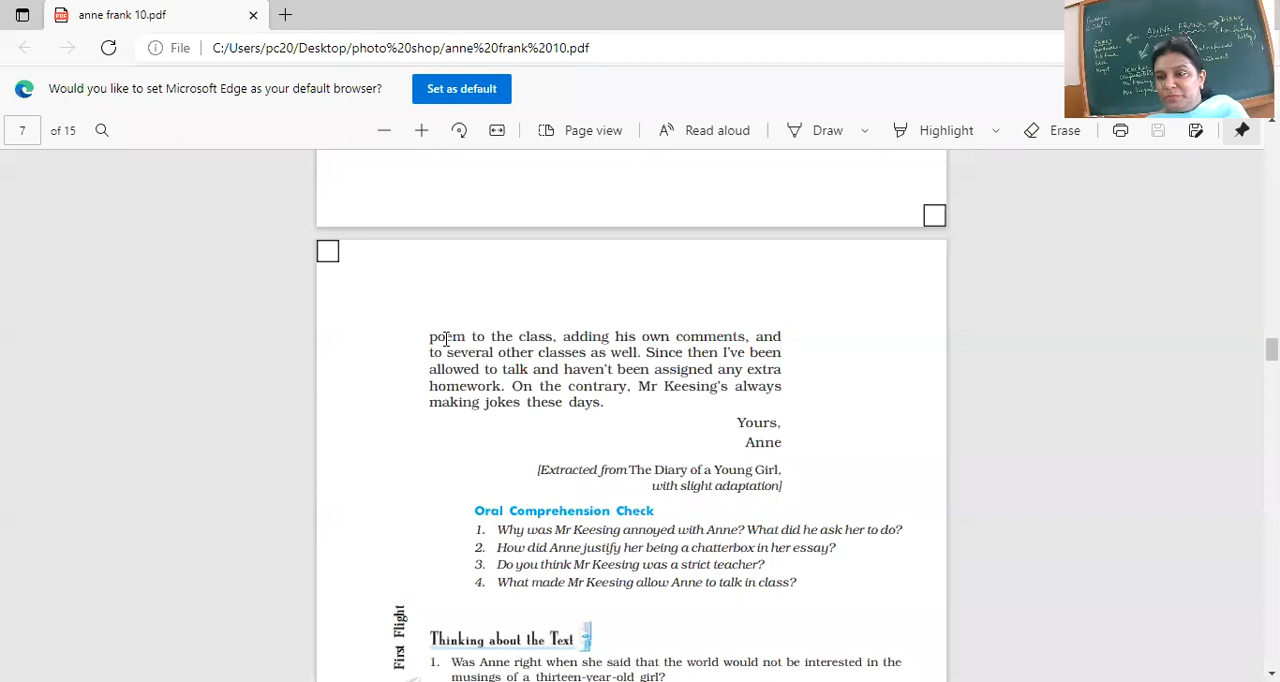 anne frank 10.pdf
File
C:/Users/pc20/Desktop/photo%20shop/anne%20frank%2010.pdf
Would you like to set Microsoft Edge as your default browser?
Set as default
7 of 15
Page view
Read aloud
Draw
Highlight
Erase
ANNE FRANK
poem to the class, adding his own comments, and
to several other classes as well. Since then I've been
allowed to talk and haven't been assigned any extra
homework. On the contrary, Mr Keesing's always
making jokes these days.
Yours,
Anne
[Extracted from The Diary of a Young Girl,
with slight adaptation]
Oral Comprehension Check
1. Why was Mr Keesing annoyed with Anne? What did he ask her to do?
2. How did Anne justify her being a chatterbox in her essay?
3. Do you think Mr Keesing was a strict teacher?
4. What made Mr Keesing allow Anne to talk in class?
First Flight
Thinking about the Text
1. Was Anne right when she said that the world would not be interested in the
musings of a thirteen-year-old girl?